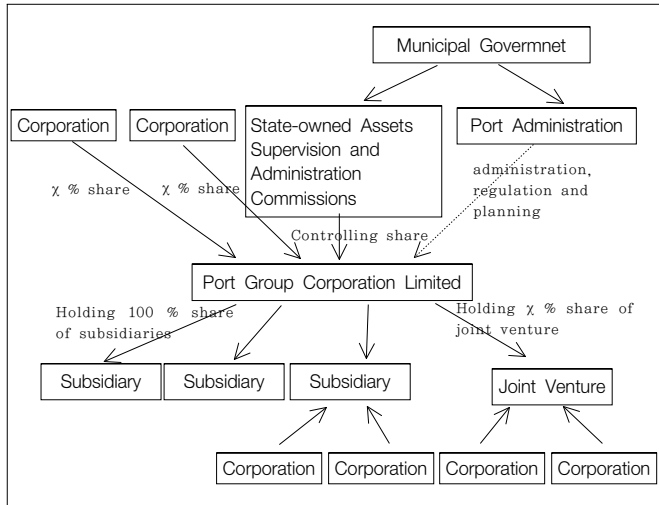 Municipal Govermnet
Corporation
Corporation
State-owned Assets
Supervision and
Administration
Commissions
Port Administration
χ % share
χ % share
administration,
regulation and
planning
Controlling share
Port Group Corporation Limited
Holding 100 % share
of subsidiaries
Holding χ % share of
joint venture
Subsidiary
Subsidiary
Subsidiary
Joint Venture
Corporation
Corporation
Corporation
Corporation